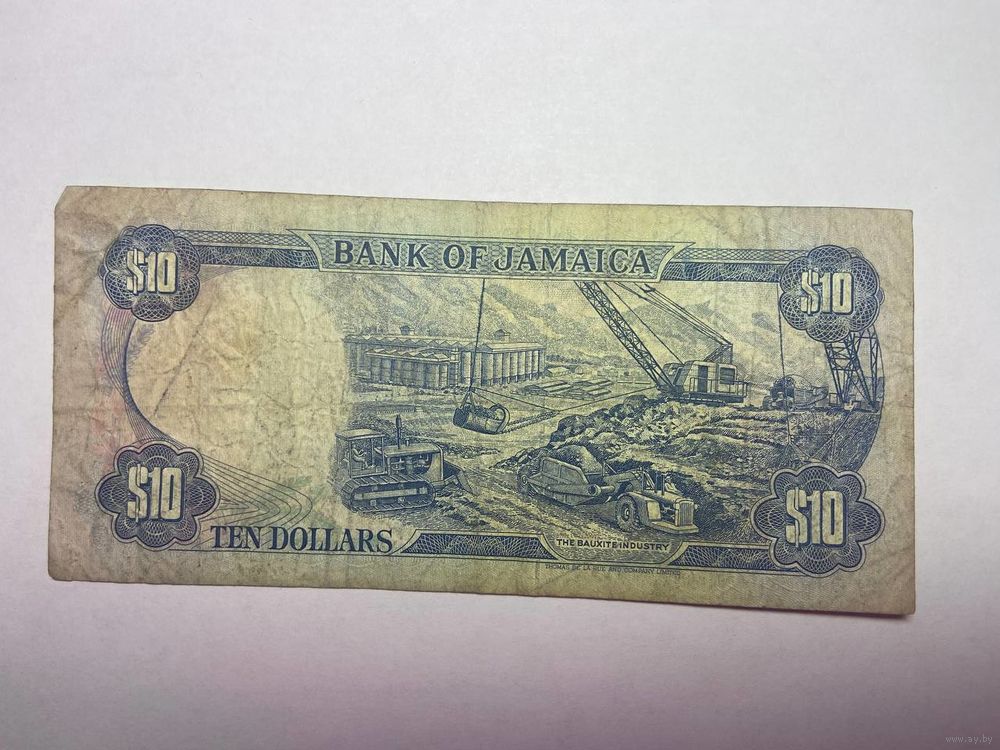 BANK OF JAMAICA
$10
$10
$10
$10
TEN DOLLARS
THE BAUXITE INDUSTRY
THOMAS DE LA RUE AND COMPANY LIMITED
www.ay.by